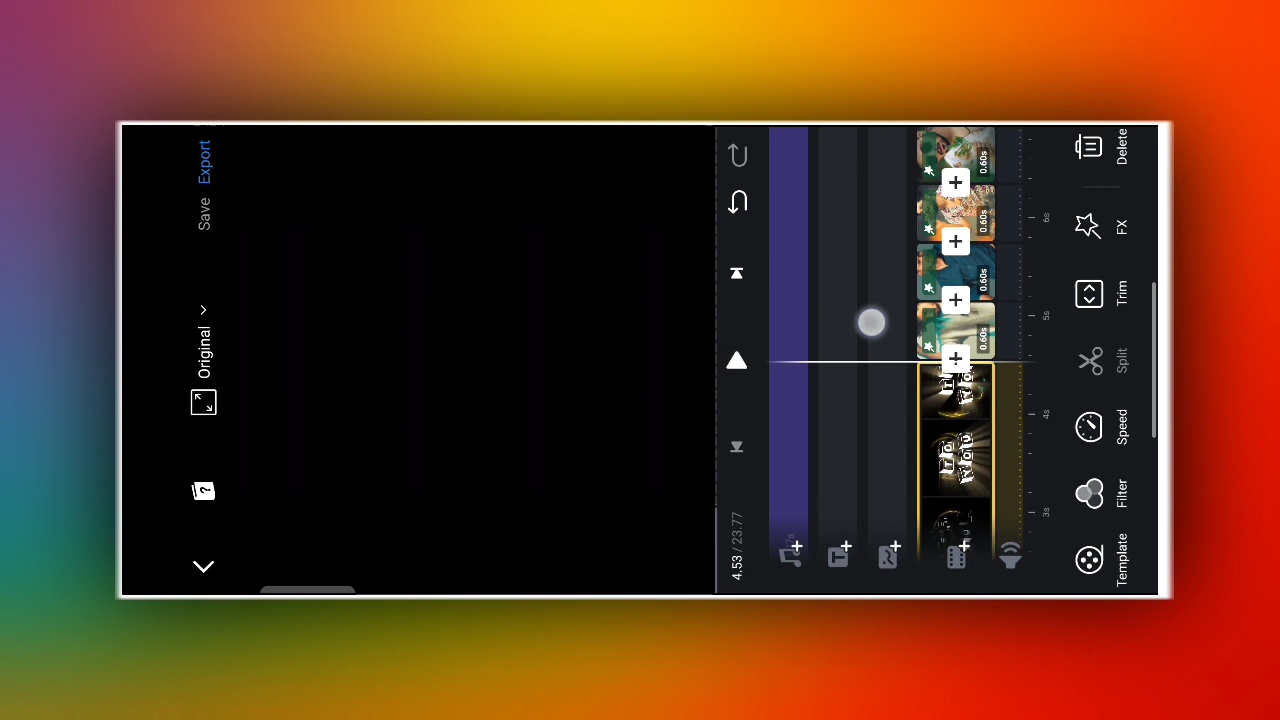 Save
Export
Original
4.53 / 23.77
0.60s
0.60s
0.60s
0.60s
3s
4s
5s
6s
Template
Filter
Speed
Split
Trim
FX
Delete